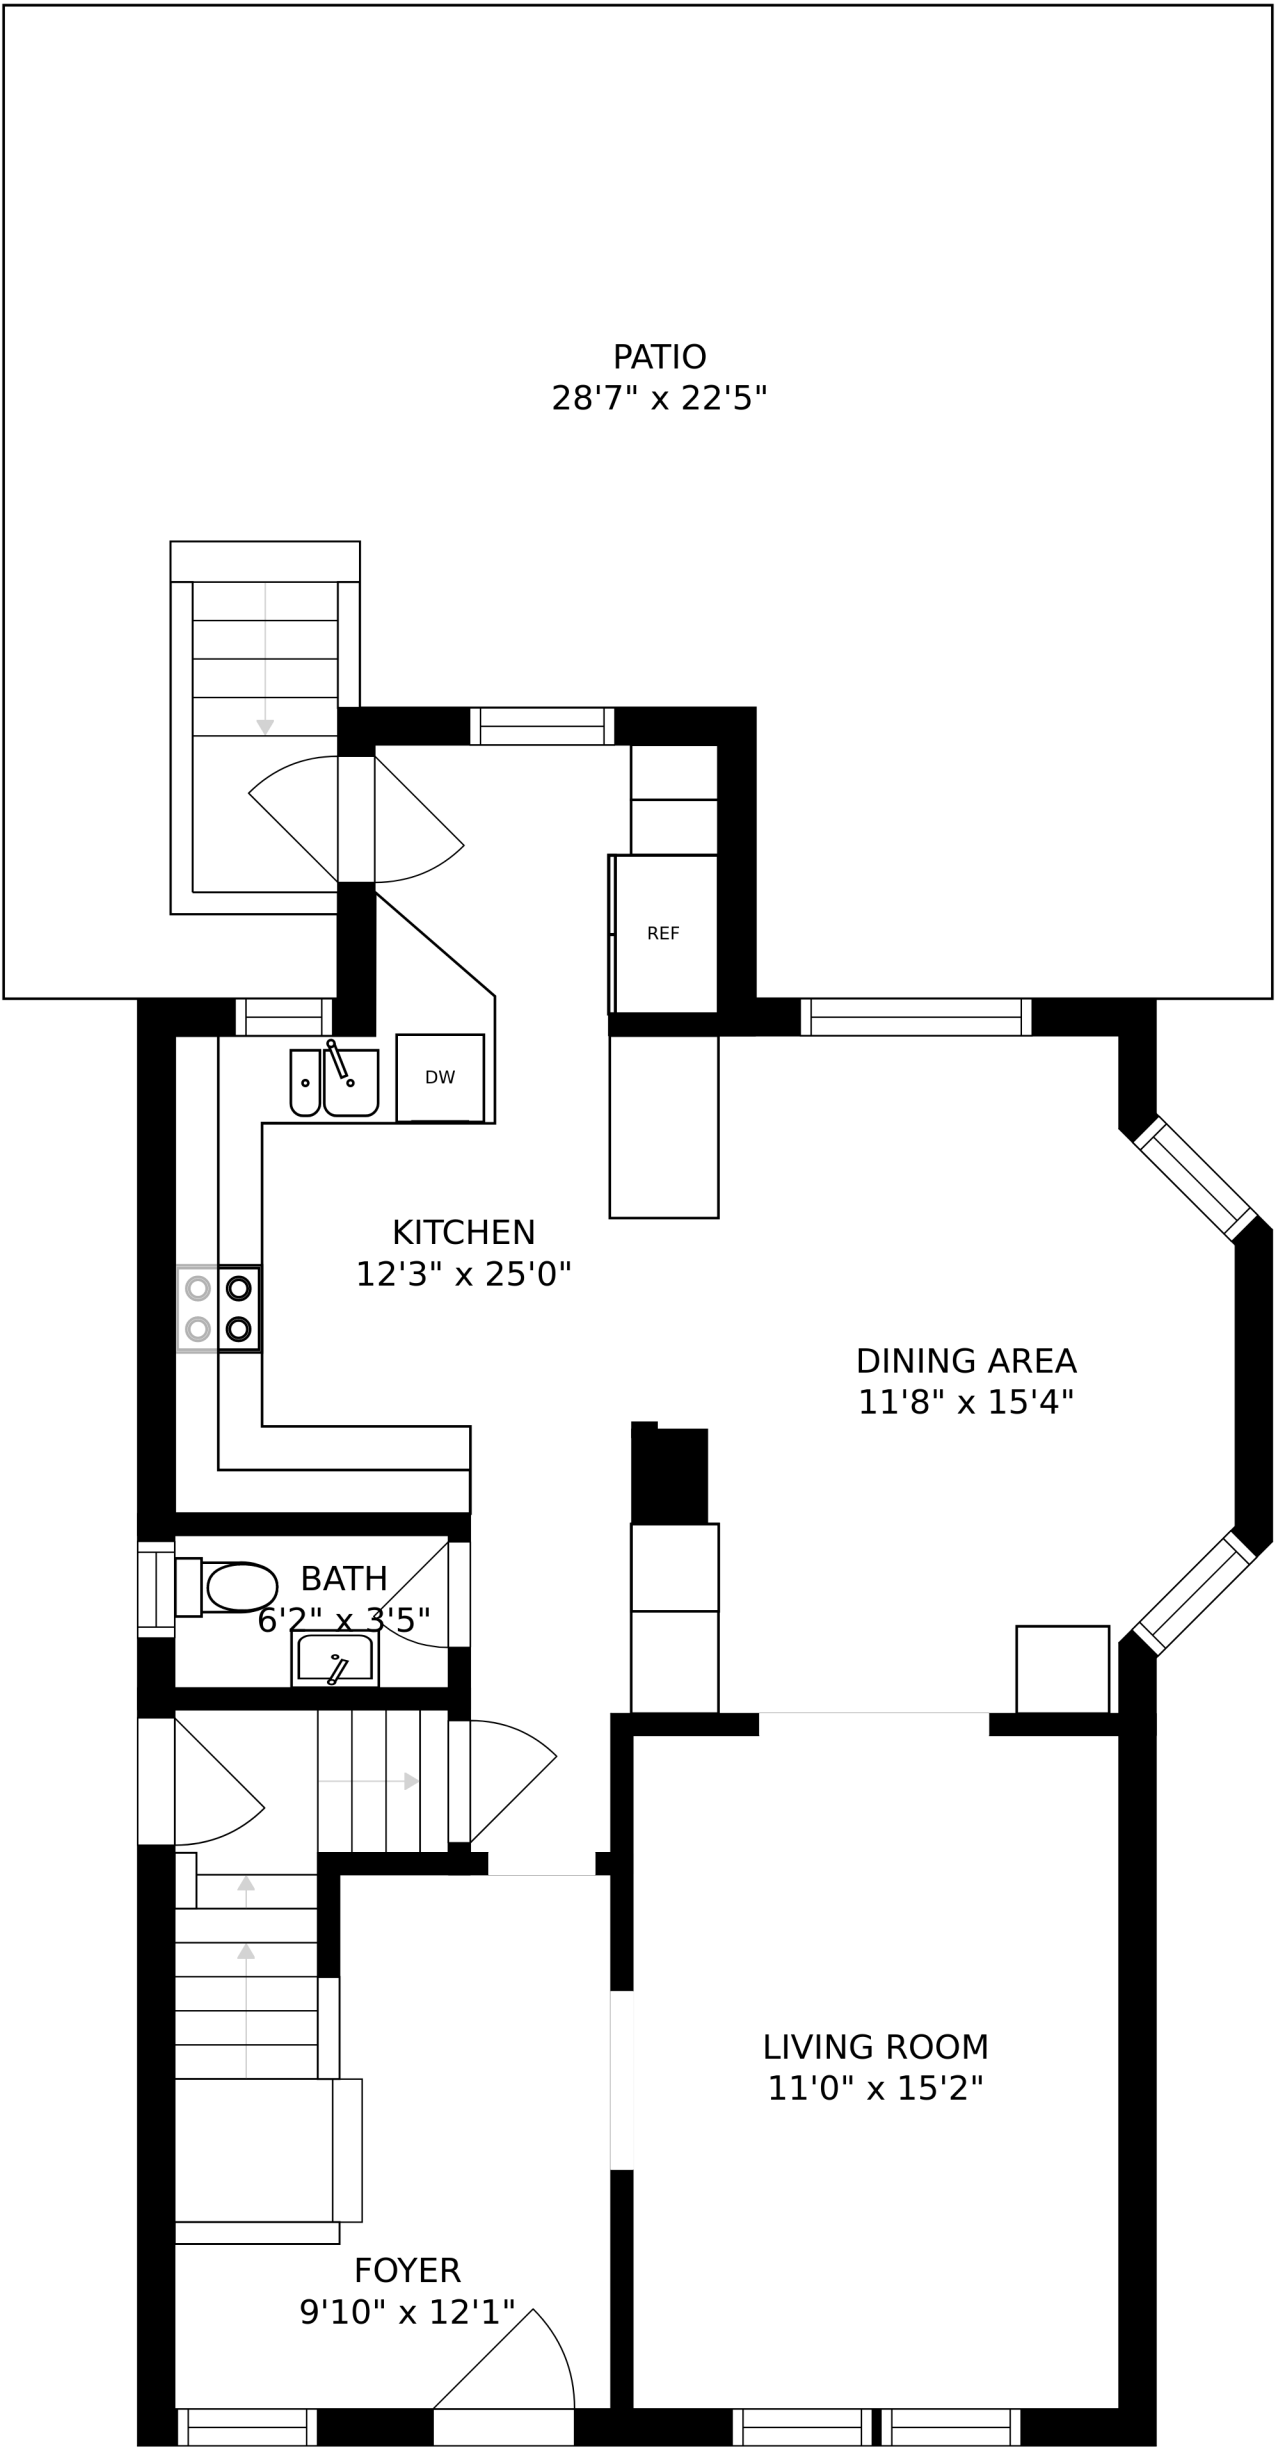 PATIO
28'7" x 22'5"
REF
DW
KITCHEN
12'3" x 25'0"
DINING AREA
11'8" x 15'4"
BATH
6'2" x 3'5"
LIVING ROOM
11'0" x 15'2"
FOYER
9'10" x 12'1"